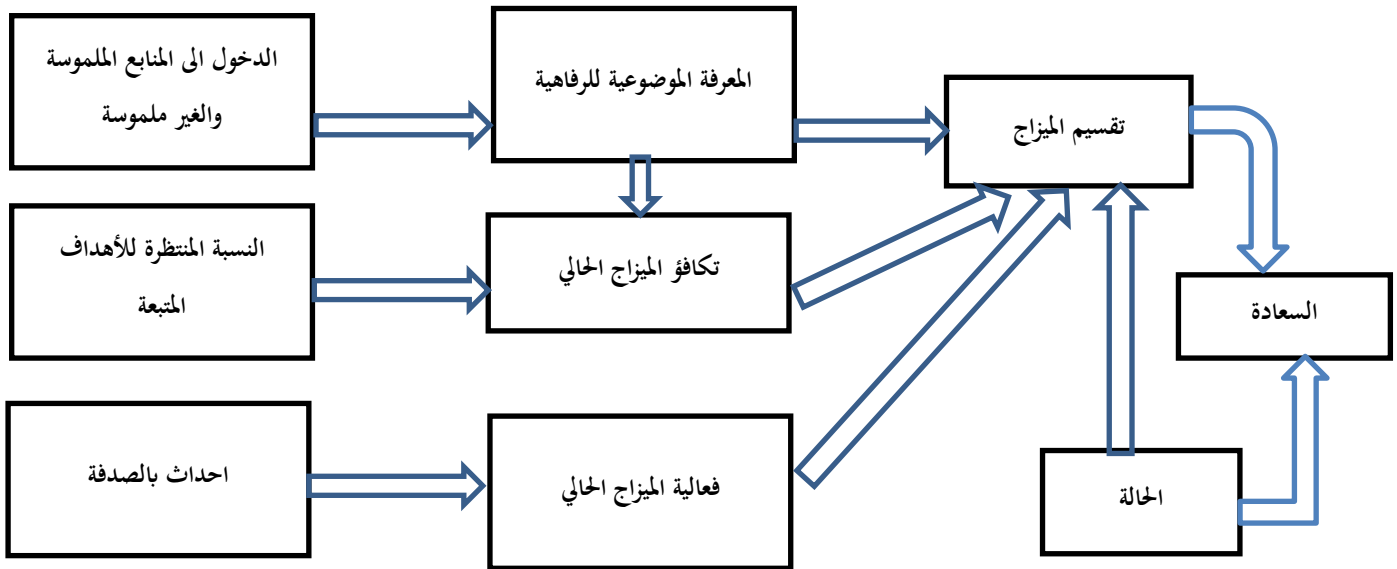 الدخول الى المنابع الملموسة
والغير ملموسة
المعرفة الموضوعية للرفاهية
تقسيم الميزاج
النسبة المنتظرة للأهداف
المتبعة
تكافؤ الميزاج الحالي
السعادة
احداث بالصدفة
فعالية الميزاج الحالي
الحالة